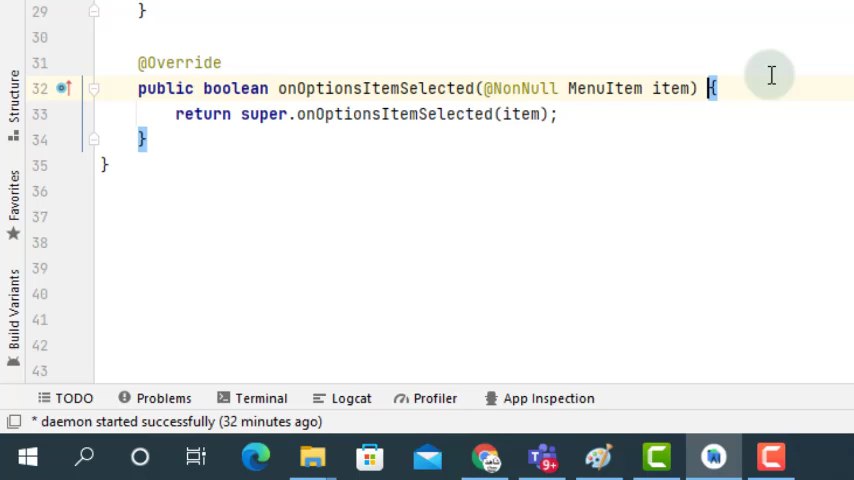 29 }
30
31 @Override
32 public boolean onOptionsItemSelected(@NonNull MenuItem item) {
33 return super.onOptionsItemSelected(item);
34 }
35 }
36
37
38
39
40
41
42
43
Structure
Favorites
Build Variants
TODO Problems Terminal Logcat Profiler App Inspection
* daemon started successfully (32 minutes ago)
9+